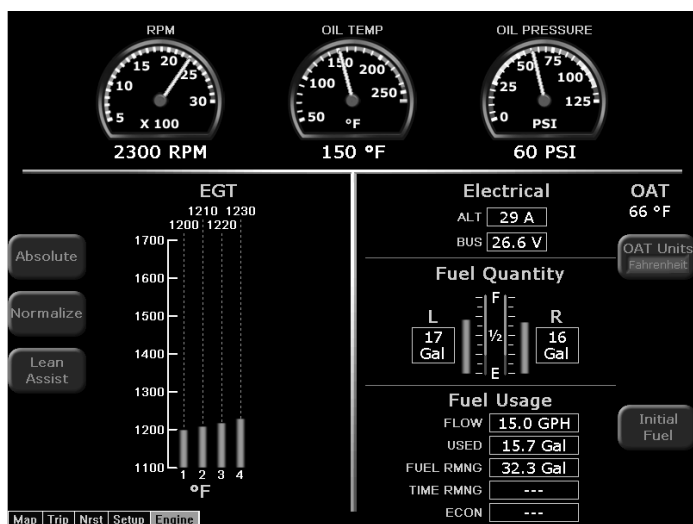 RPM
5 10 15 20 25 30
X 100
2300 RPM
OIL TEMP
50 100 150 200 250
°F
150 °F
OIL PRESSURE
0 25 50 75 100 125
PSI
60 PSI
EGT
1210 1230
1200 1220
1700
1600
1500
1400
1300
1200
1100
1 2 3 4
°F
Absolute
Normalize
Lean
Assist
Electrical
ALT 29 A
BUS 26.6 V
OAT
66 °F
OAT Units
Fahrenheit
Fuel Quantity
F
L
17
Gal
½
R
16
Gal
E
Fuel Usage
FLOW 15.0 GPH
USED 15.7 Gal
FUEL RMNG 32.3 Gal
TIME RMNG ---
ECON ---
Initial
Fuel
Map Trip Nrst Setup Engine